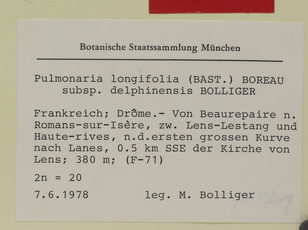 Botanische Staatssammlung München
Pulmonaria longifolia (BAST.) BOREAU
subsp. delphinensis BOLLIGER
Frankreich; Drôme.- Von Beaurepaire n.
Romans-sur-Isère, zw. Lens-Lestang und
Haute-rives, n.d.ersten grossen Kurve
nach Lanes, 0.5 km SSE der Kirche von
Lens; 380 m; (F-71)
2n = 20
7.6.1978 leg. M. Bolliger